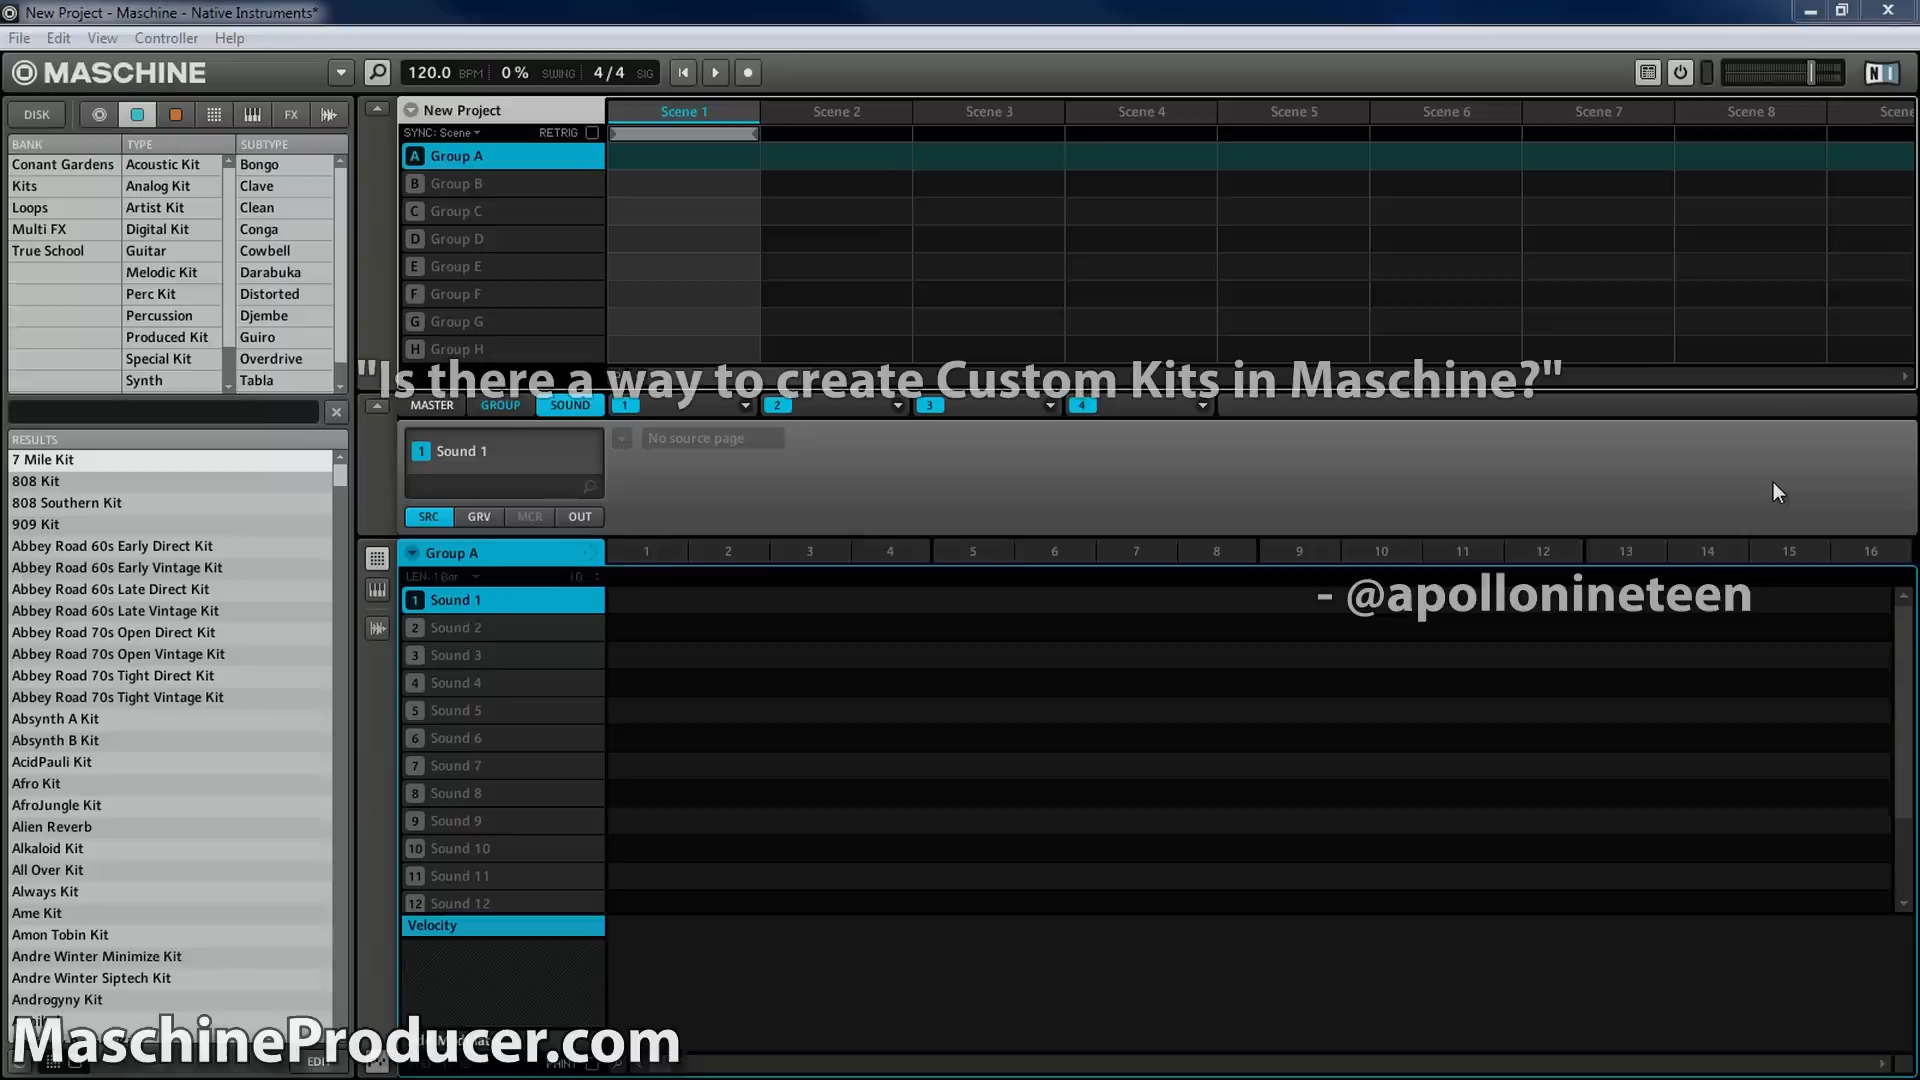 New Project - Maschine - Native Instruments*
File Edit View Controller Help
MASCHINE 120.0 BPM 0% SWING 4/4 SIG
DISK FX
New Project
Scene 1 Scene 2 Scene 3 Scene 4 Scene 5 Scene 6 Scene 7 Scene 8 Scene
SYNC: Scene RETRIG
BANK TYPE SUBTYPE
Conant Gardens Acoustic Kit Bongo
Kits Analog Kit Clave
Loops Artist Kit Clean
Multi FX Digital Kit Conga
True School Guitar Cowbell
Melodic Kit Darabuka
Perc Kit Distorted
Percussion Djembe
Produced Kit Guiro
Special Kit Overdrive
Synth Tabla
A Group A
B Group B
C Group C
D Group D
E Group E
F Group F
G Group G
H Group H
"Is there a way to create Custom Kits in Maschine?"
MASTER GROUP SOUND 1 2 3 4
1 Sound 1
No source page
SRC GRV MCR OUT
- @apollonineteen
RESULTS
7 Mile Kit
808 Kit
808 Southern Kit
909 Kit
Abbey Road 60s Early Direct Kit
Abbey Road 60s Early Vintage Kit
Abbey Road 60s Late Direct Kit
Abbey Road 60s Late Vintage Kit
Abbey Road 70s Open Direct Kit
Abbey Road 70s Open Vintage Kit
Abbey Road 70s Tight Direct Kit
Abbey Road 70s Tight Vintage Kit
Absynth A Kit
Absynth B Kit
AcidPauli Kit
Afro Kit
AfroJungle Kit
Alien Reverb
Alkaloid Kit
All Over Kit
Always Kit
Ame Kit
Amon Tobin Kit
Andre Winter Minimize Kit
Andre Winter Siptech Kit
Androgyny Kit
Group A 1 2 3 4 5 6 7 8 9 10 11 12 13 14 15 16
LEN: 1 Bar
1 Sound 1
2 Sound 2
3 Sound 3
4 Sound 4
5 Sound 5
6 Sound 6
7 Sound 7
8 Sound 8
9 Sound 9
10 Sound 10
11 Sound 11
12 Sound 12
Velocity
MaschineProducer.com